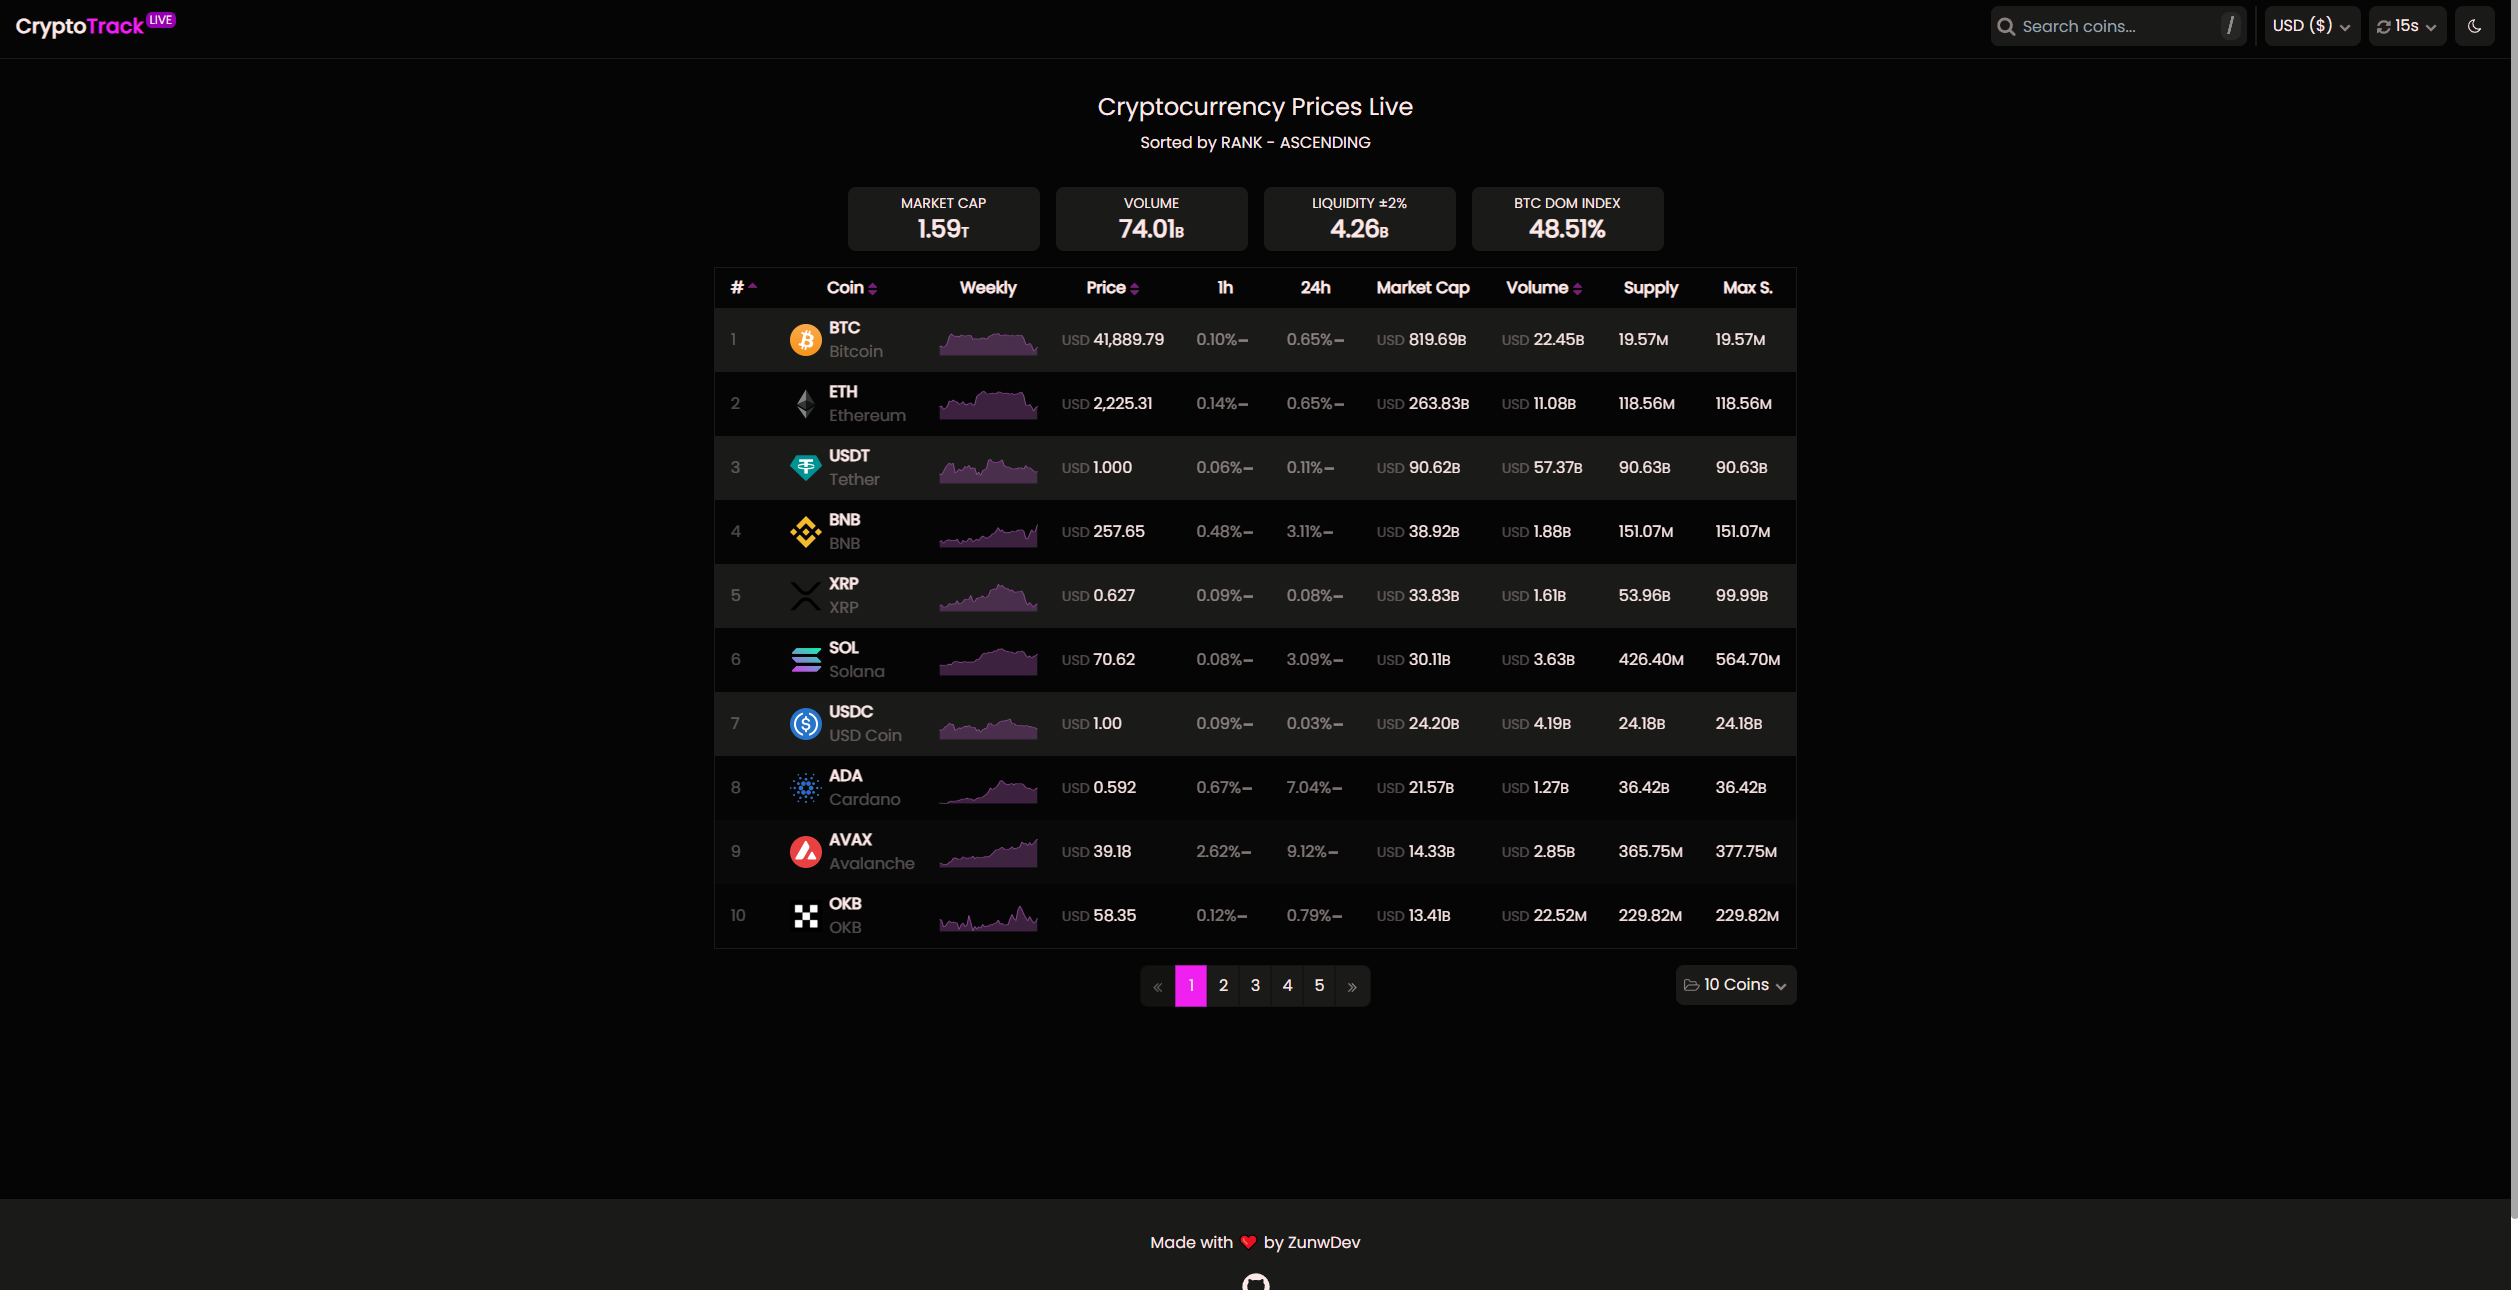 CryptoTrack LIVE
Search coins... /
USD ($)
15s
Cryptocurrency Prices Live
Sorted by RANK - ASCENDING
MARKET CAP
1.59T
VOLUME
74.01B
LIQUIDITY ±2%
4.26B
BTC DOM INDEX
48.51%
# Coin Weekly Price 1h 24h Market Cap Volume Supply Max S.
1 BTC Bitcoin USD 41,889.79 0.10%– 0.65%– USD 819.69B USD 22.45B 19.57M 19.57M
2 ETH Ethereum USD 2,225.31 0.14%– 0.65%– USD 263.83B USD 11.08B 118.56M 118.56M
3 USDT Tether USD 1.000 0.06%– 0.11%– USD 90.62B USD 57.37B 90.63B 90.63B
4 BNB BNB USD 257.65 0.48%– 3.11%– USD 38.92B USD 1.88B 151.07M 151.07M
5 XRP XRP USD 0.627 0.09%– 0.08%– USD 33.83B USD 1.61B 53.96B 99.99B
6 SOL Solana USD 70.62 0.08%– 3.09%– USD 30.11B USD 3.63B 426.40M 564.70M
7 USDC USD Coin USD 1.00 0.09%– 0.03%– USD 24.20B USD 4.19B 24.18B 24.18B
8 ADA Cardano USD 0.592 0.67%– 7.04%– USD 21.57B USD 1.27B 36.42B 36.42B
9 AVAX Avalanche USD 39.18 2.62%– 9.12%– USD 14.33B USD 2.85B 365.75M 377.75M
10 OKB OKB USD 58.35 0.12%– 0.79%– USD 13.41B USD 22.52M 229.82M 229.82M
« 1 2 3 4 5 »
10 Coins
Made with ❤️ by ZunwDev